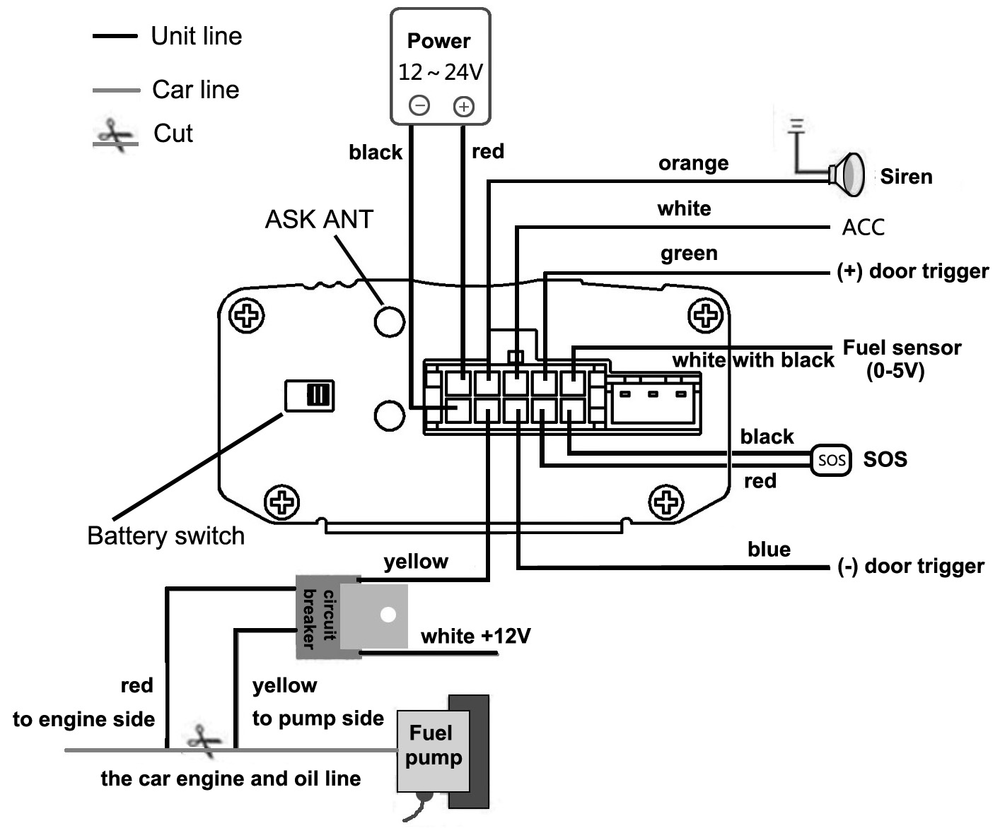 Unit line
Car line
Cut
Power
12 ~ 24V
black
red
orange
Siren
white
ACC
green
(+) door trigger
ASK ANT
white with black
Fuel sensor
(0-5V)
black
SOS
SOS
red
Battery switch
blue
(-) door trigger
yellow
circuit
breaker
white +12V
red
to engine side
yellow
to pump side
Fuel
pump
the car engine and oil line